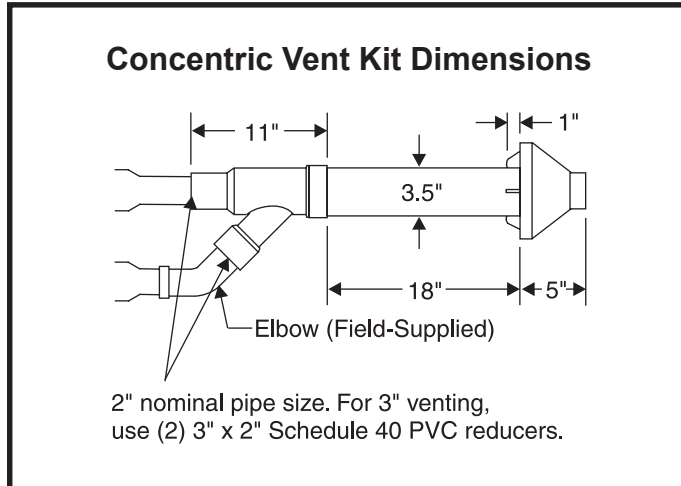 Concentric Vent Kit Dimensions
11"
1"
3.5"
18"
5"
Elbow (Field-Supplied)
2" nominal pipe size. For 3" venting,
use (2) 3" x 2" Schedule 40 PVC reducers.